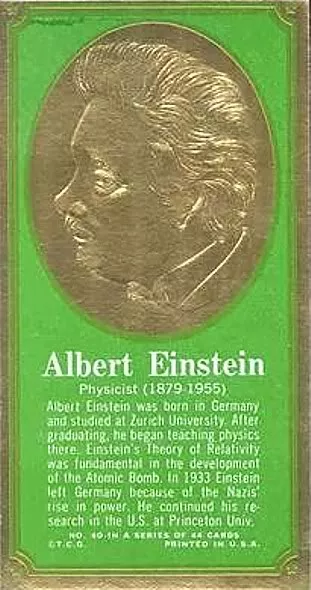 Albert Einstein
Physicist (1879-1955)
Albert Einstein was born in Germany
and studied at Zurich University. After
graduating, he began teaching physics
there. Einstein's Theory of Relativity
was fundamental in the development
of the Atomic Bomb. In 1933 Einstein
left Germany because of the Nazis'
rise in power. He continued his re-
search in the U.S. at Princeton Univ.
NO. 40-IN A SERIES OF 44 CARDS
©T.C.G. PRINTED IN U.S.A.